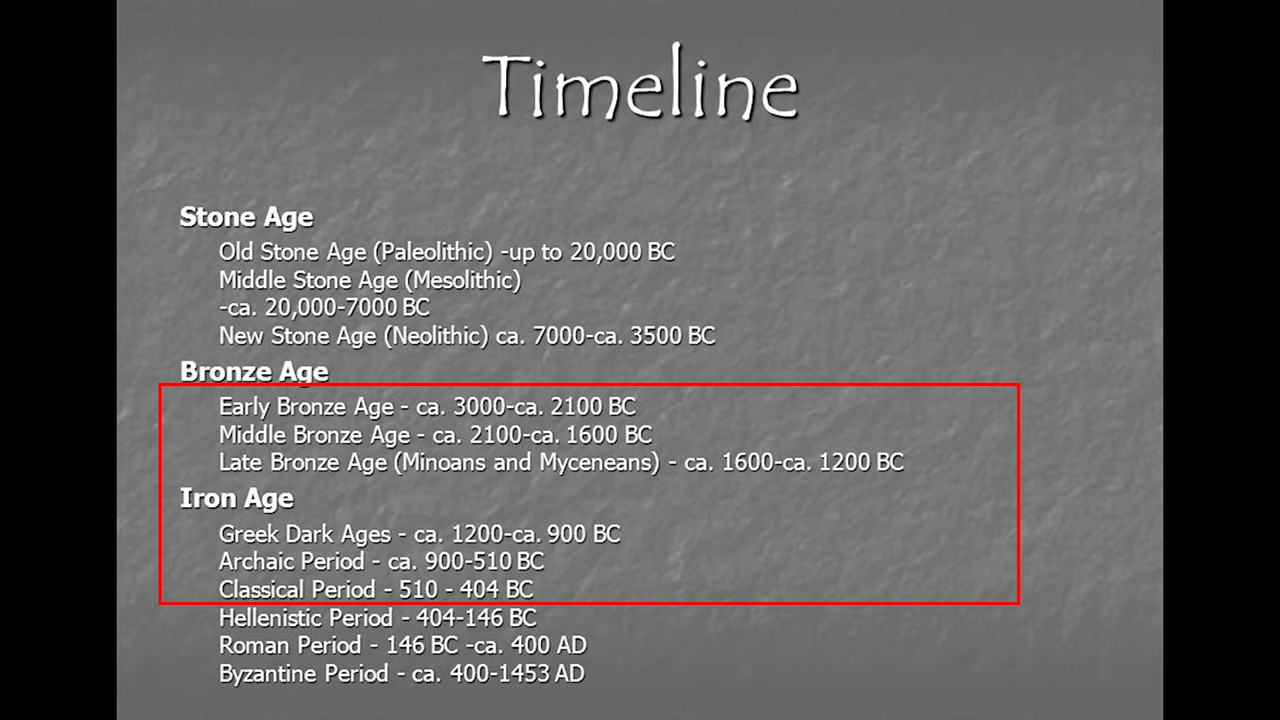 Timeline
Stone Age
Old Stone Age (Paleolithic) -up to 20,000 BC
Middle Stone Age (Mesolithic)
-ca. 20,000-7000 BC
New Stone Age (Neolithic) ca. 7000-ca. 3500 BC
Bronze Age
Early Bronze Age - ca. 3000-ca. 2100 BC
Middle Bronze Age - ca. 2100-ca. 1600 BC
Late Bronze Age (Minoans and Myceneans) - ca. 1600-ca. 1200 BC
Iron Age
Greek Dark Ages - ca. 1200-ca. 900 BC
Archaic Period - ca. 900-510 BC
Classical Period - 510 - 404 BC
Hellenistic Period - 404-146 BC
Roman Period - 146 BC -ca. 400 AD
Byzantine Period - ca. 400-1453 AD